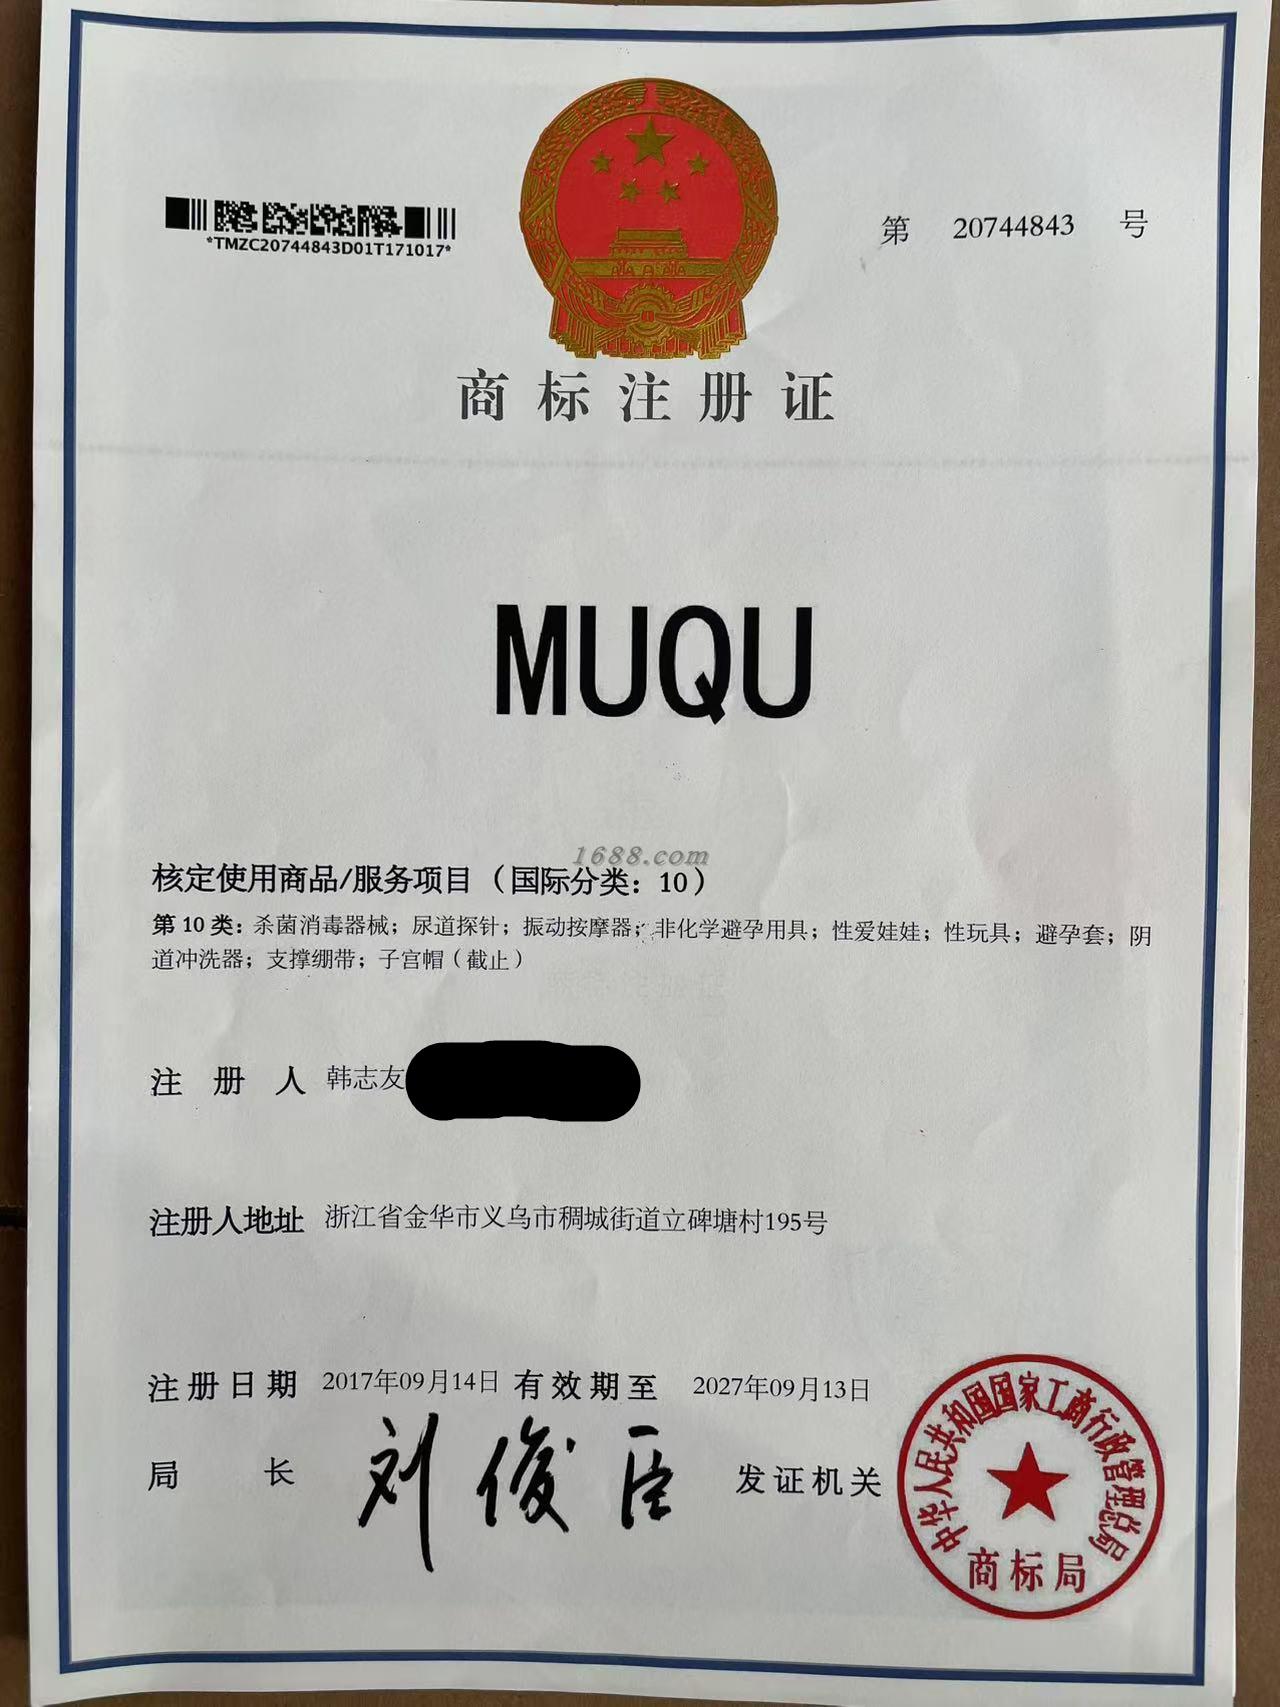 *TMZC20744843D01T171017*
第 20744843 号
商标注册证
MUQU
1688.com
核定使用商品/服务项目（国际分类：10）
第10类：杀菌消毒器械；尿道探针；振动按摩器；非化学避孕用具；性爱娃娃；性玩具；避孕套；阴
道冲洗器；支撑绷带；子宫帽（截止）
注册人 韩志友
注册人地址 浙江省金华市义乌市稠城街道立碑塘村195号
注册日期 2017年09月14日 有效期至 2027年09月13日
局长 刘俊臣 发证机关
中华人民共和国国家工商行政管理总局
商标局